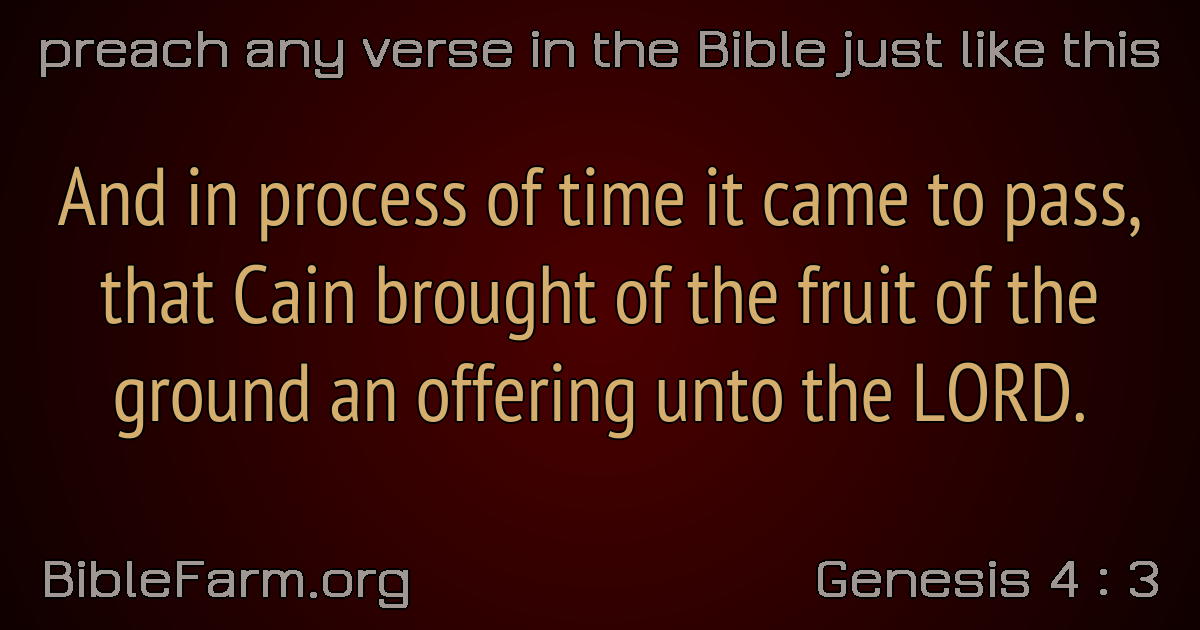 preach any verse in the Bible just like this
And in process of time it came to pass,
that Cain brought of the fruit of the
ground an offering unto the LORD.
BibleFarm.org
Genesis 4 : 3